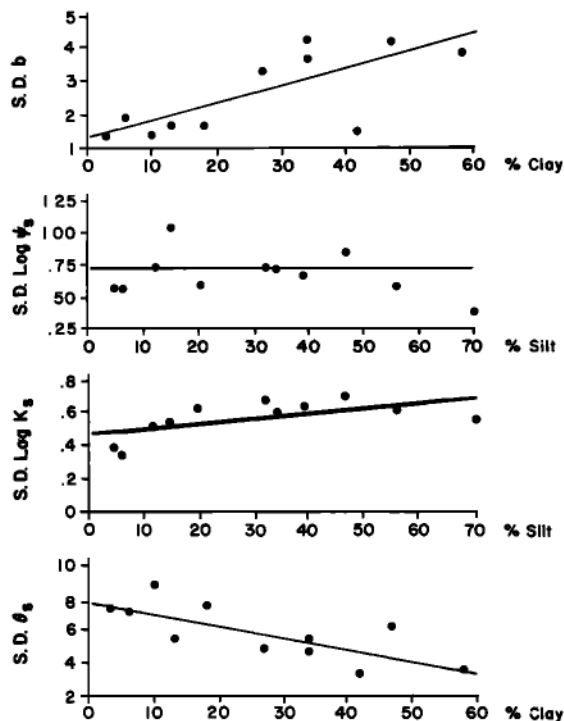 S.D. b
5
4
3
2
1
0 10 20 30 40 50 60 % Clay
S.D. Log Ψs
1 25
1 00
.75
.50
.25
0 10 20 30 40 50 60 70 % Silt
S.D. Log Ks
.8
.6
.4
.2
0
0 10 20 30 40 50 60 70 % Silt
S.D. θs
10
8
6
4
2
0 10 20 30 40 50 60 % Clay